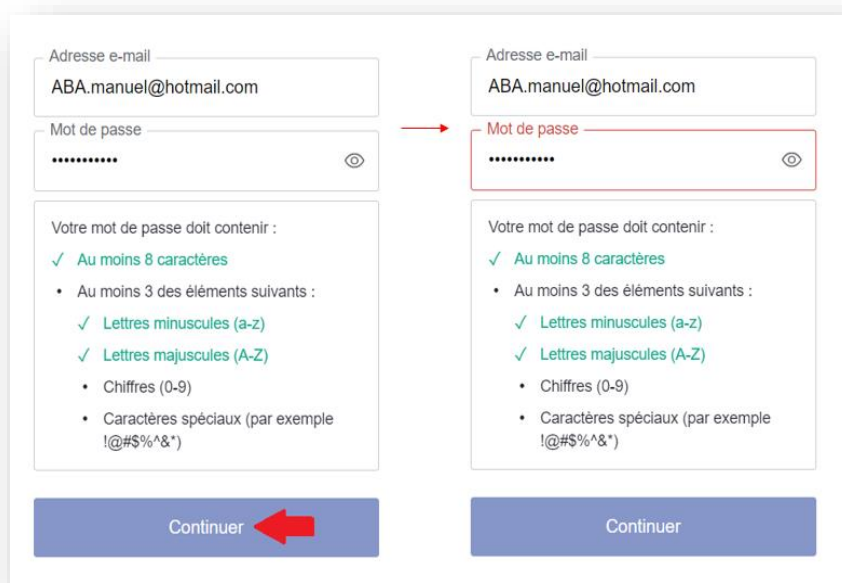 Adresse e-mail
ABA.manuel@hotmail.com
Mot de passe
•••••••••••
Votre mot de passe doit contenir :
✓ Au moins 8 caractères
• Au moins 3 des éléments suivants :
✓ Lettres minuscules (a-z)
✓ Lettres majuscules (A-Z)
• Chiffres (0-9)
• Caractères spéciaux (par exemple
!@#$%^&*)
Continuer
Adresse e-mail
ABA.manuel@hotmail.com
Mot de passe
•••••••••••
Votre mot de passe doit contenir :
✓ Au moins 8 caractères
• Au moins 3 des éléments suivants :
✓ Lettres minuscules (a-z)
✓ Lettres majuscules (A-Z)
• Chiffres (0-9)
• Caractères spéciaux (par exemple
!@#$%^&*)
Continuer